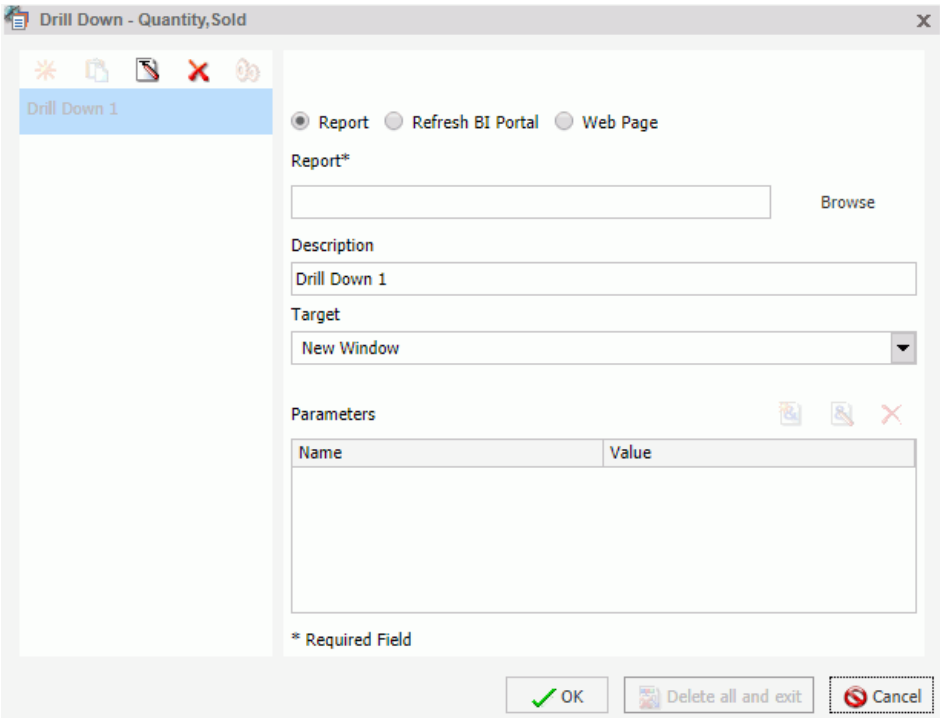 Drill Down - Quantity,Sold
Drill Down 1
Report Refresh BI Portal Web Page
Report*
Browse
Description
Drill Down 1
Target
New Window
Parameters
Name Value
* Required Field
OK Delete all and exit Cancel